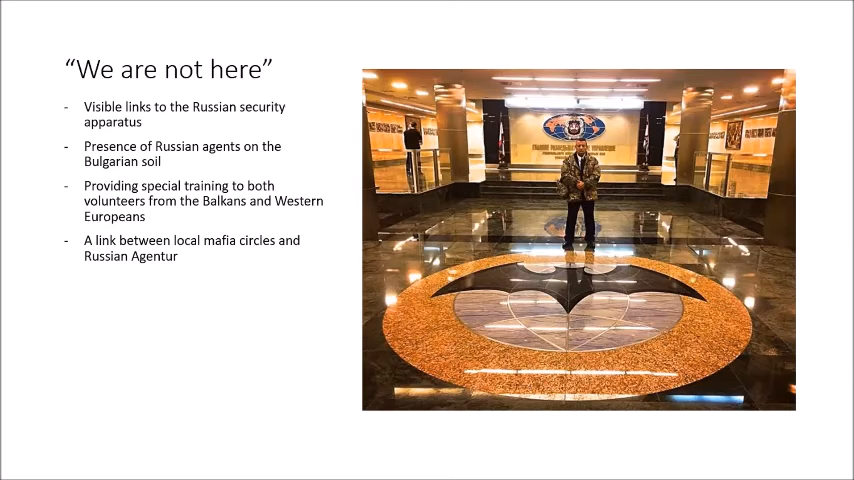 “We are not here”
- Visible links to the Russian security
apparatus
- Presence of Russian agents on the
Bulgarian soil
- Providing special training to both
volunteers from the Balkans and Western
Europeans
- A link between local mafia circles and
Russian Agentur